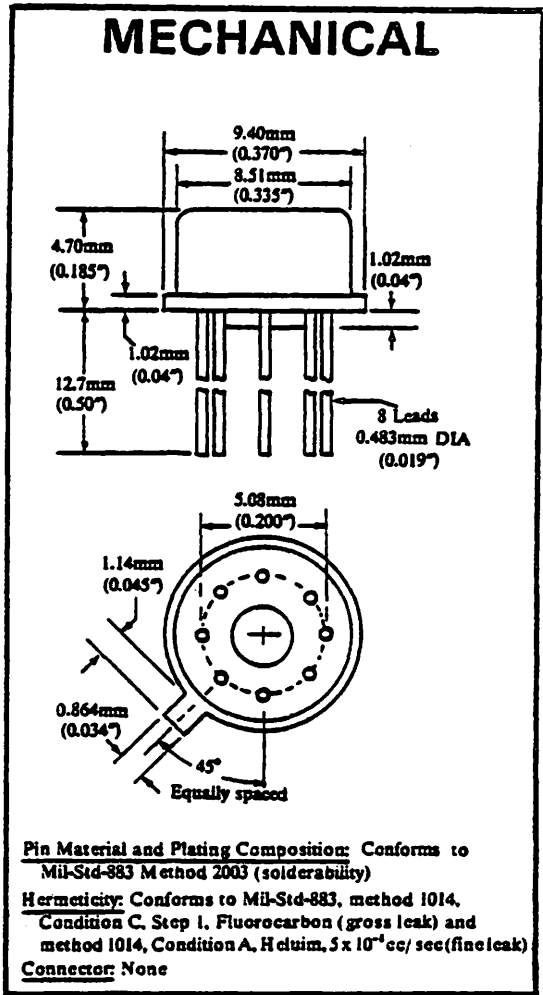 MECHANICAL
9.40mm
(0.370")
8.51mm
(0.335")
4.70mm
(0.185")
1.02mm
(0.04")
1.02mm
(0.04")
12.7mm
(0.50")
8 Leads
0.483mm DIA
(0.019")
5.08mm
(0.200")
1.14mm
(0.045")
0.864mm
(0.034")
45°
Equally spaced
Pin Material and Plating Composition: Conforms to
Mil-Std-883 Method 2003 (solderability)
Hermeticity: Conforms to Mil-Std-883, method 1014,
Condition C, Step 1, Fluorocarbon (gross leak) and
method 1014, Condition A, Heluim, 5 x 10 cc/ sec (fine leak)
Connector: None